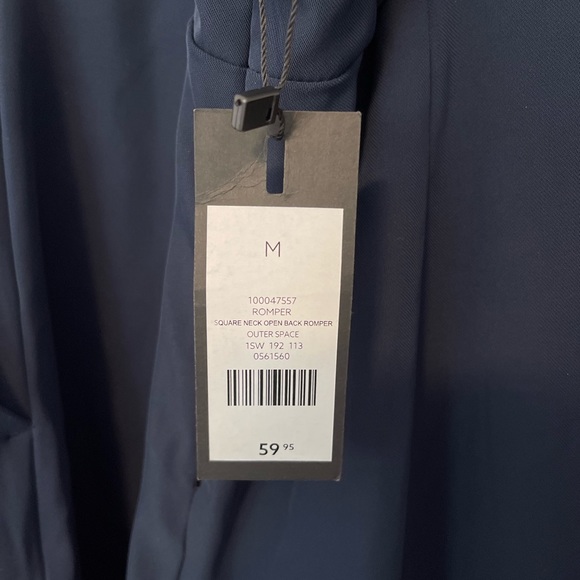 M
100047557
ROMPER
SQUARE NECK OPEN BACK ROMPER
OUTER SPACE
1SW 192 113
0561560
59 95